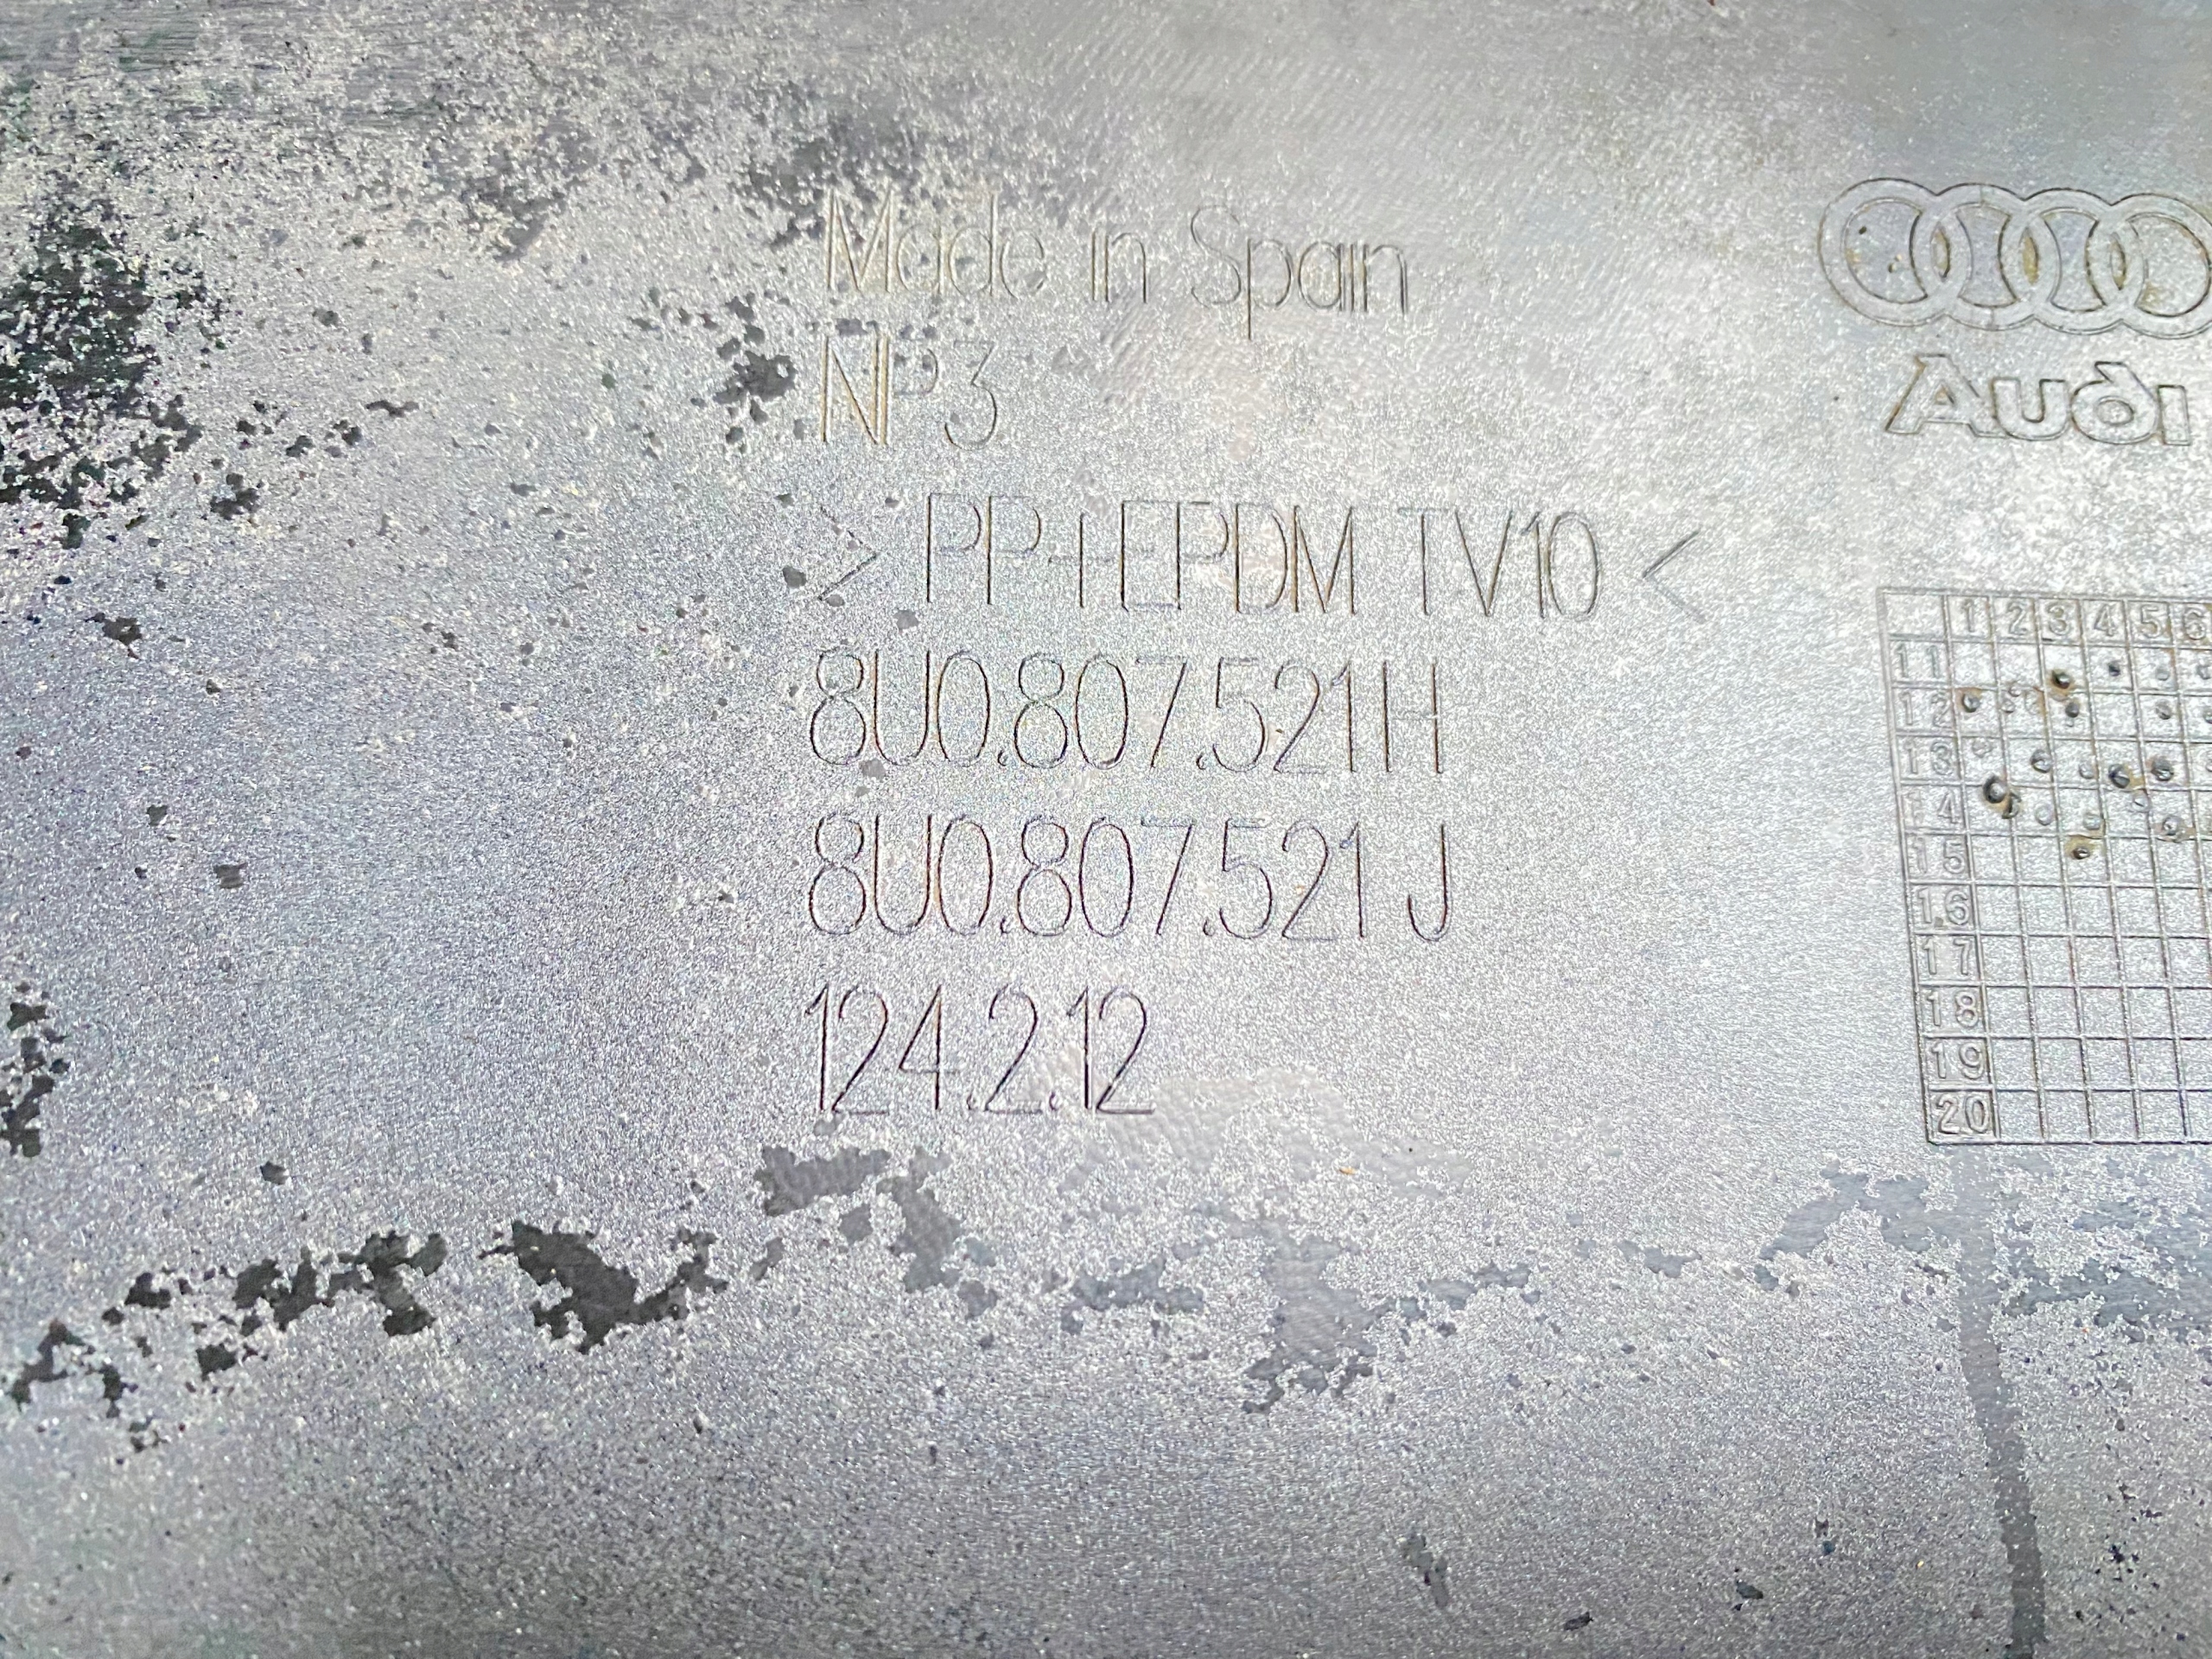 Made in Spain
NP3
> PP+EPDM TV10 <
8U0.807.521 H
8U0.807.521 J
124.2.12
Audi
1 2 3 4 5 6
11
12
13
14
15
16
17
18
19
20